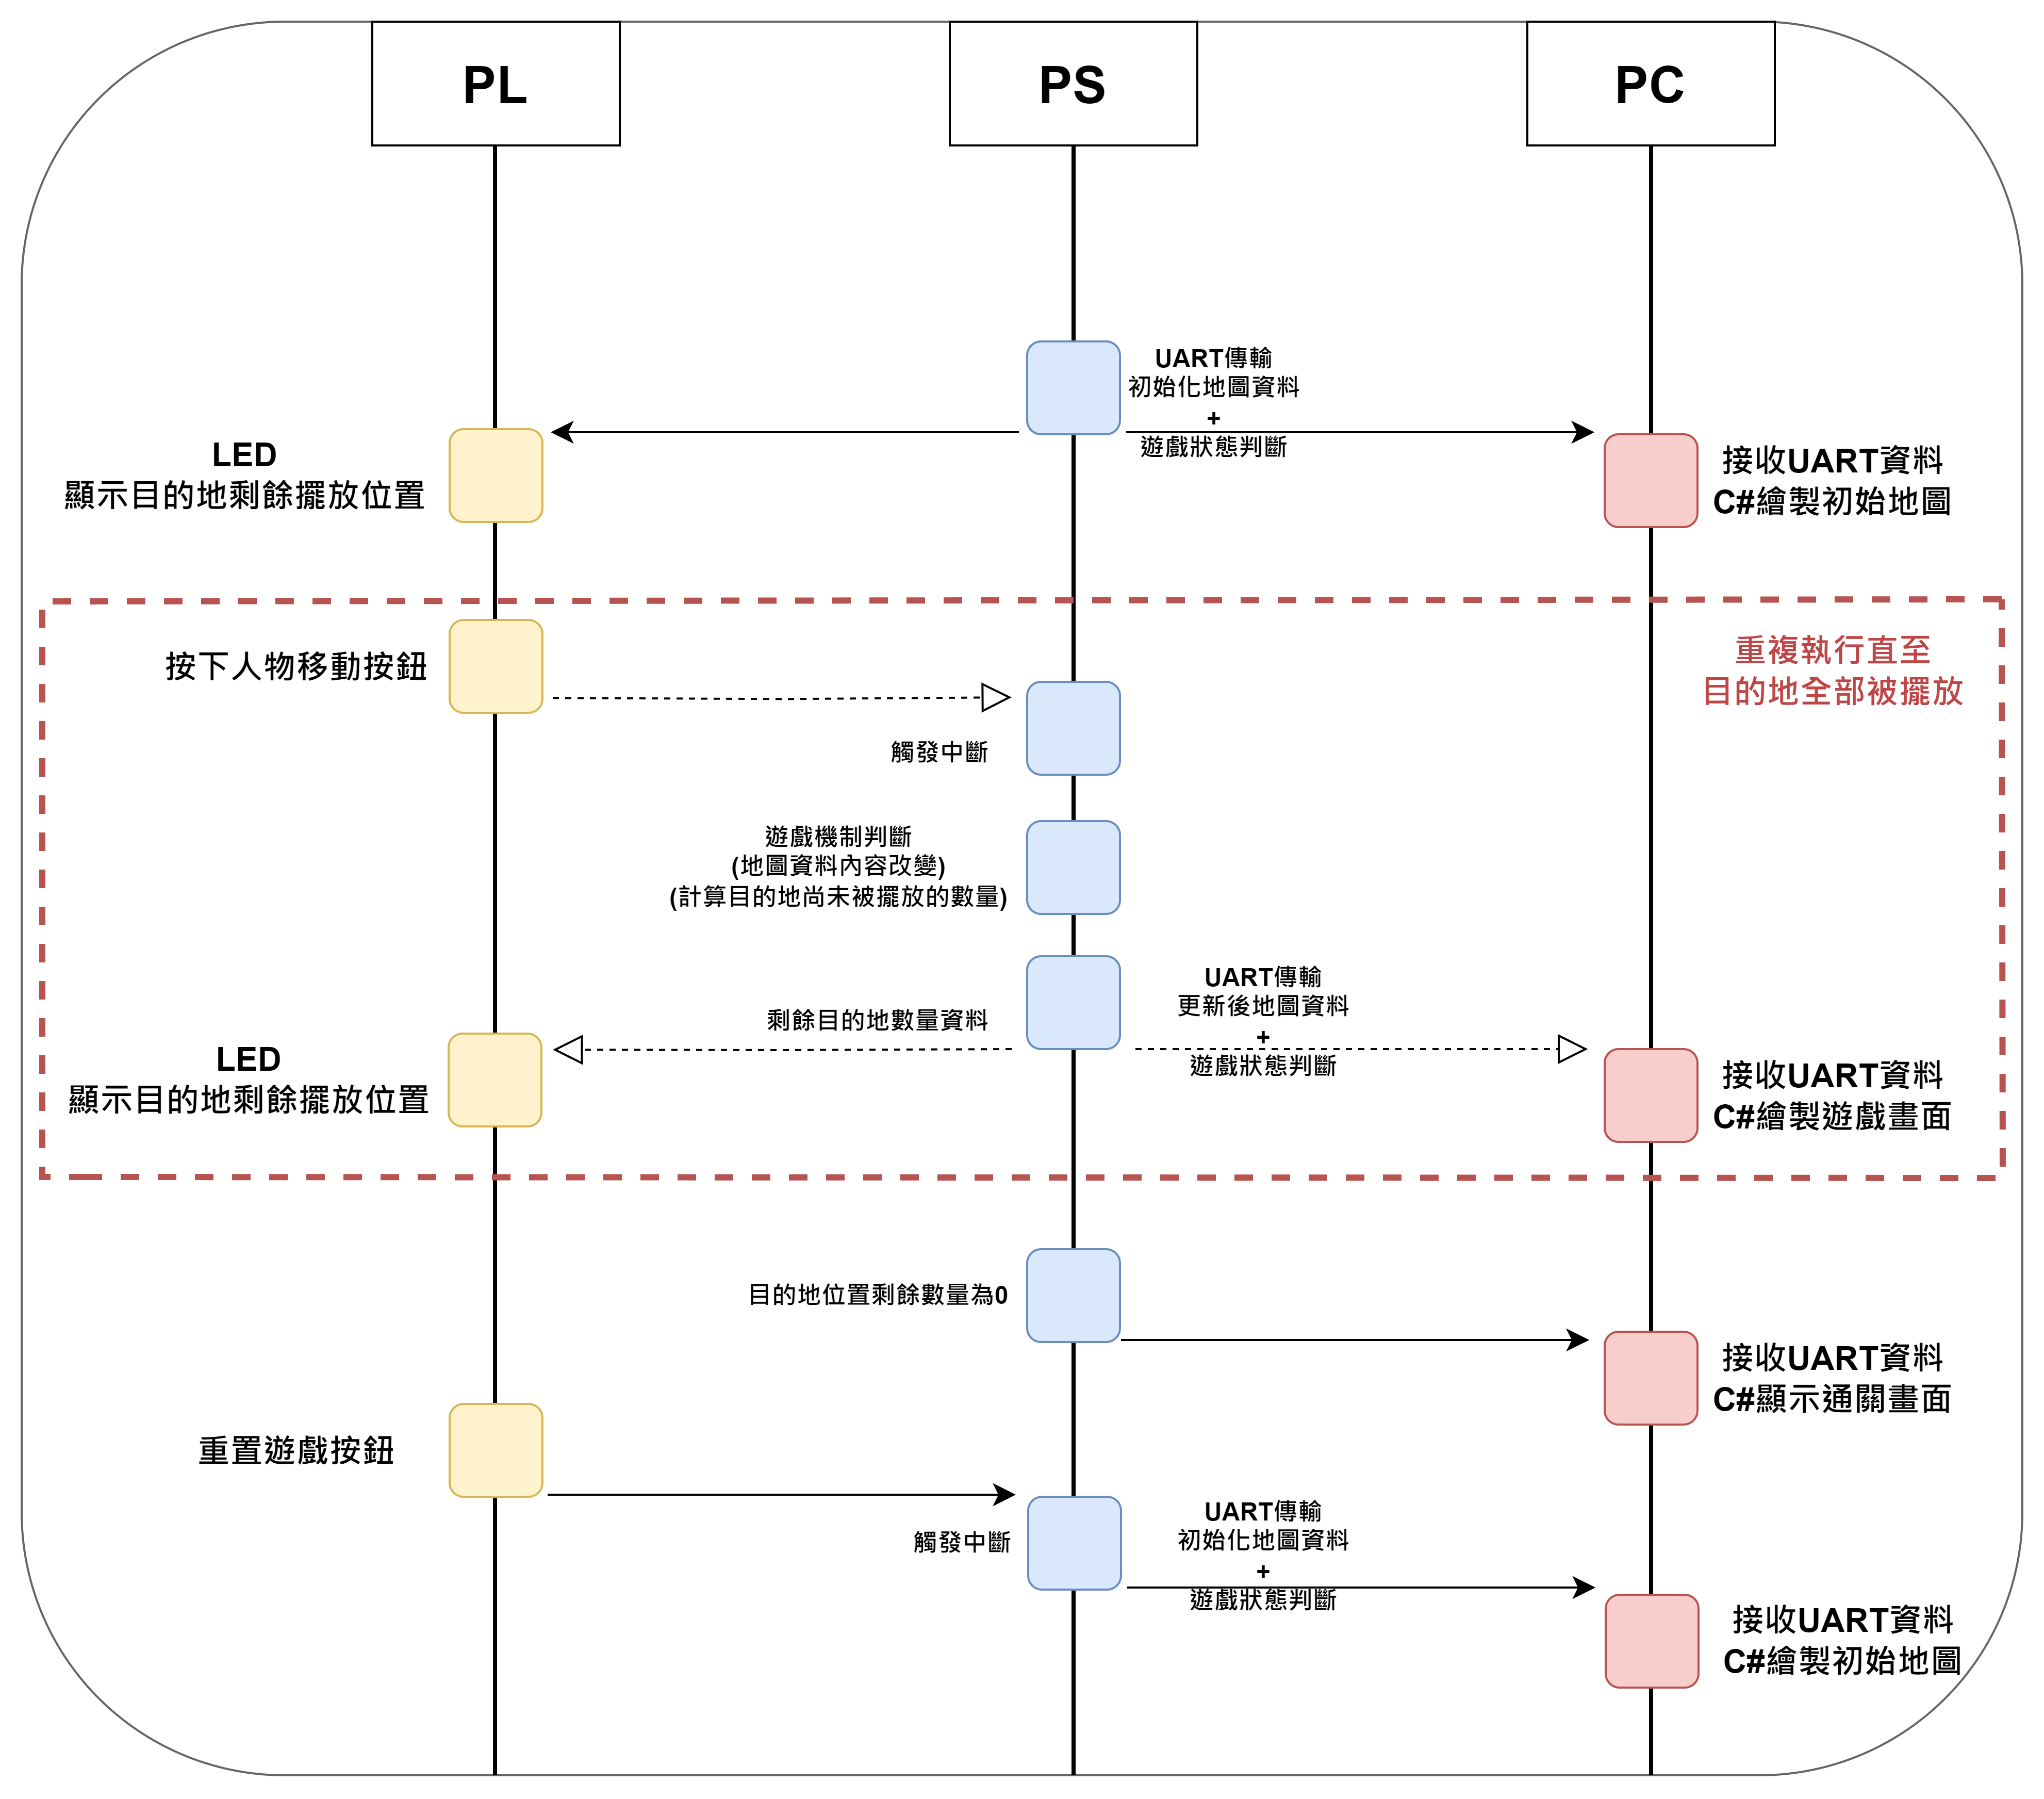 PL
PS
PC
UART傳輸
初始化地圖資料
+
遊戲狀態判斷
LED
顯示目的地剩餘擺放位置
接收UART資料
C#繪製初始地圖
按下人物移動按鈕
重複執行直至
目的地全部被擺放
觸發中斷
遊戲機制判斷
(地圖資料內容改變)
(計算目的地尚未被擺放的數量)
UART傳輸
更新後地圖資料
+
遊戲狀態判斷
剩餘目的地數量資料
LED
顯示目的地剩餘擺放位置
接收UART資料
C#繪製遊戲畫面
目的地位置剩餘數量為0
接收UART資料
C#顯示通關畫面
重置遊戲按鈕
觸發中斷
UART傳輸
初始化地圖資料
+
遊戲狀態判斷
接收UART資料
C#繪製初始地圖